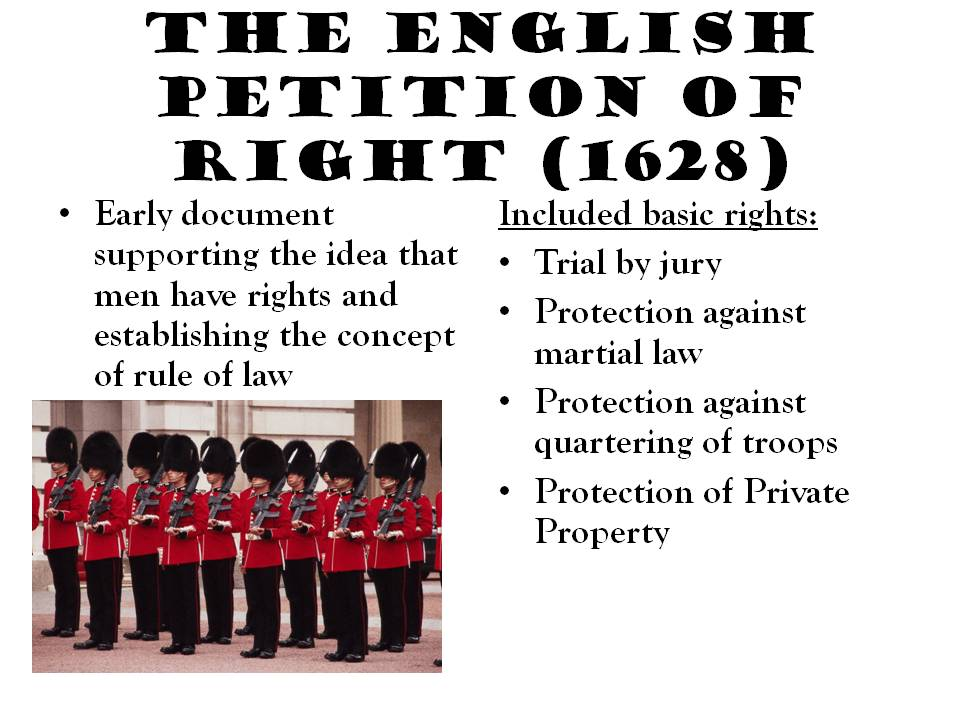 THE ENGLISH
PETITION OF
RIGHT (1628)
• Early document
supporting the idea that
men have rights and
establishing the concept
of rule of law
Included basic rights:
• Trial by jury
• Protection against
martial law
• Protection against
quartering of troops
• Protection of Private
Property